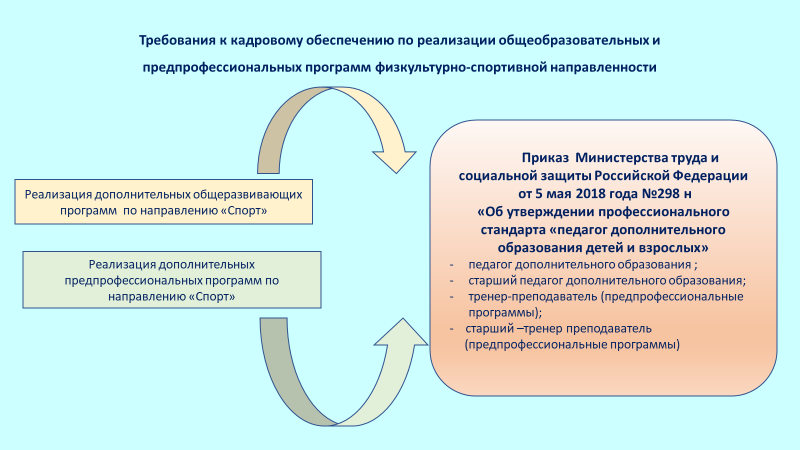 Требования к кадровому обеспечению по реализации общеобразовательных и
предпрофессиональных программ физкультурно-спортивной направленности
Реализация дополнительных общеразвивающих
программ по направлению «Спорт»
Реализация дополнительных
предпрофессиональных программ по
направлению «Спорт»
Приказ Министерства труда и
социальной защиты Российской Федерации
от 5 мая 2018 года №298 н
«Об утверждении профессионального
стандарта «педагог дополнительного
образования детей и взрослых»
- педагог дополнительного образования ;
- старший педагог дополнительного образования;
- тренер-преподаватель (предпрофессиональные
программы);
- старший –тренер преподаватель
(предпрофессиональные программы)